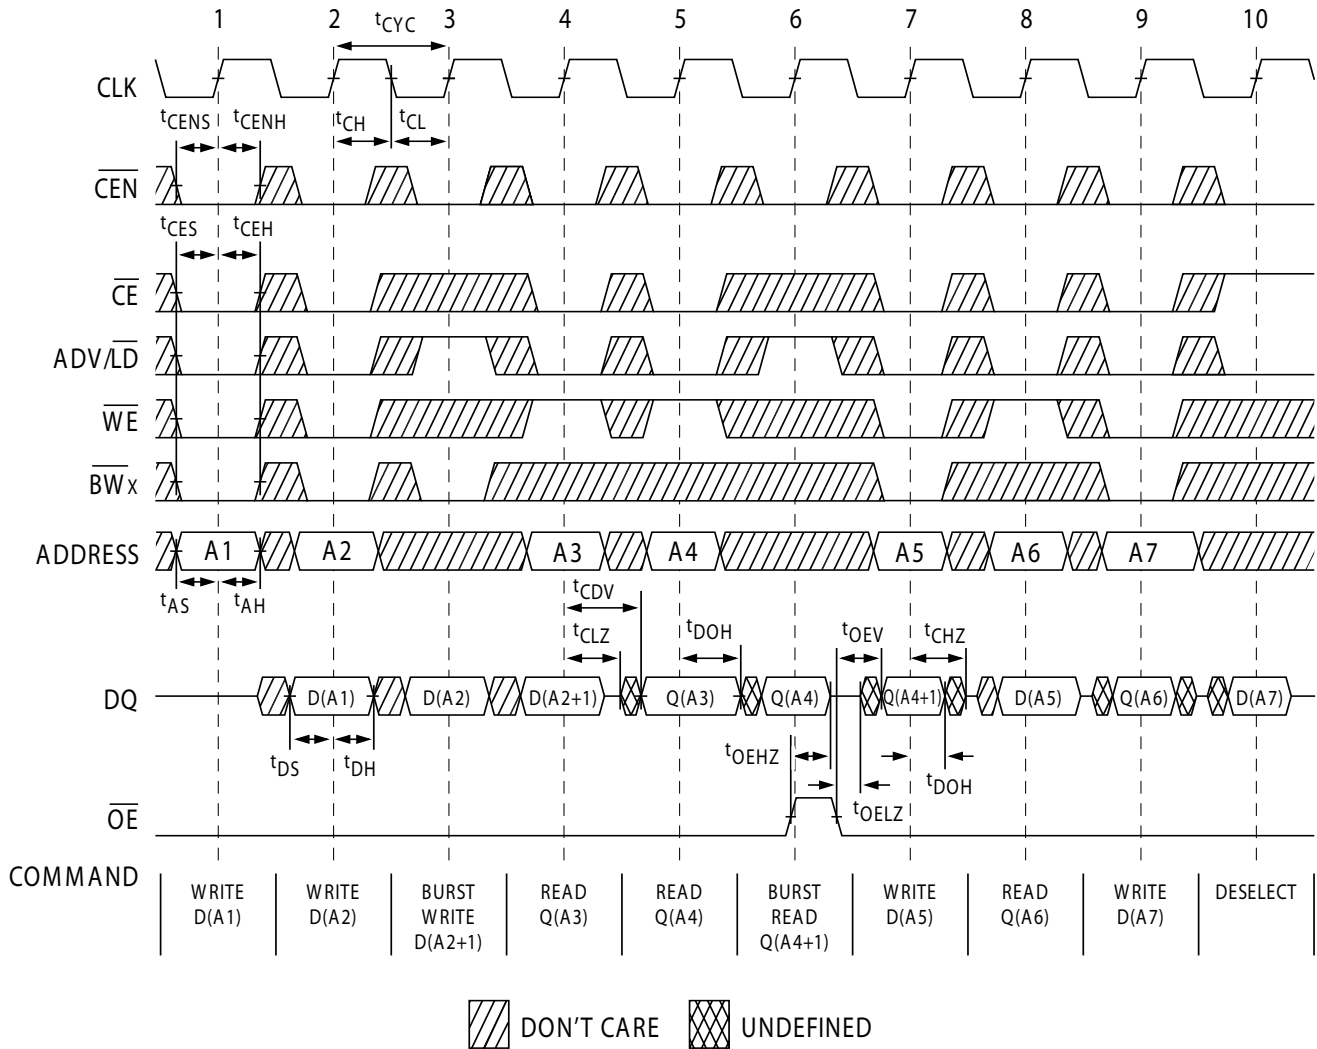 1 2 3 4 5 6 7 8 9 10
tCYC
CLK
tCENS tCENH tCH tCL
CEN
tCES tCEH
CE
ADV/LD
WE
BWx
ADDRESS A1 A2 A3 A4 A5 A6 A7
tAS tAH tCDV
tCLZ tDOH tOEV tCHZ
DQ D(A1) D(A2) D(A2+1) Q(A3) Q(A4) Q(A4+1) D(A5) Q(A6) D(A7)
tDS tDH tOEHZ tDOH
tOELZ
OE
COMMAND
WRITE WRITE BURST READ READ BURST WRITE READ WRITE DESELECT
D(A1) D(A2) WRITE Q(A3) Q(A4) READ D(A5) Q(A6) D(A7)
D(A2+1) Q(A4+1)
DON'T CARE UNDEFINED